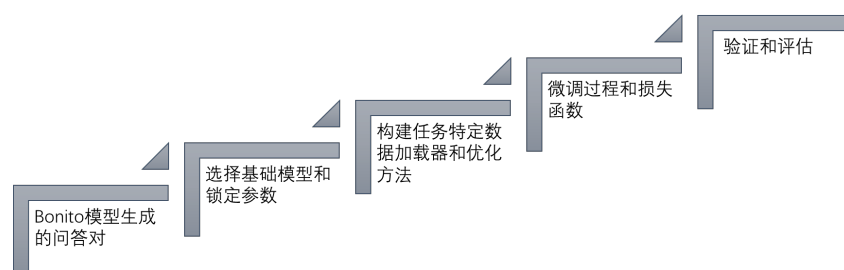 Bonito模型生成
的问答对
选择基础模型和
锁定参数
构建任务特定数
据加载器和优化
方法
微调过程和损失
函数
验证和评估